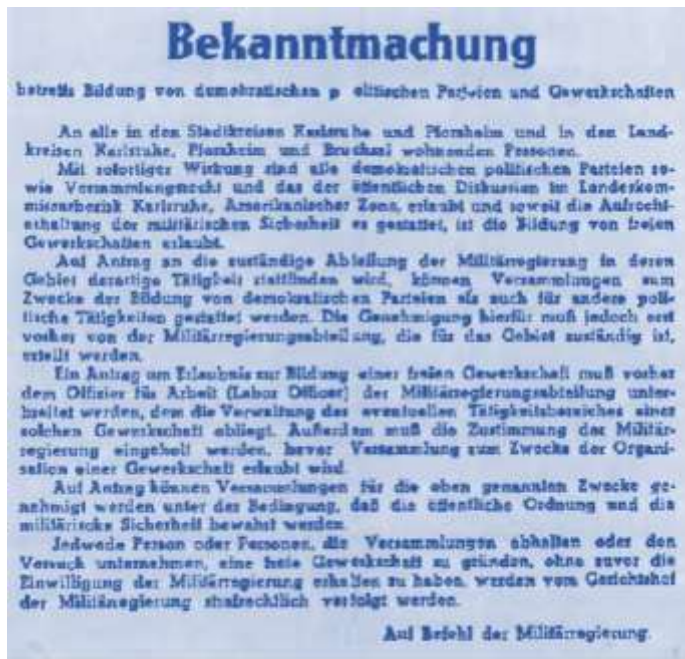 Bekanntmachung
betreffs Bildung von demokratischen p olitischen Parteien und Gewerkschaften
An alle in den Stadtkreisen Karlsruhe und Pforzheim und in den Land-
kreisen Karlsruhe, Pforzheim und Bruchsal wohnenden Personen.
Mit sofortiger Wirkung sind alle demokratischen politischen Parteien so-
wie Versammlungsrecht und das der öffentlichen Diskussion im Landeskom-
missarbezirk Karlsruhe, Amerikanischer Zone, erlaubt und soweit die Aufrecht-
erhaltung der militärischen Sicherheit es gestattet, ist die Bildung von freien
Gewerkschaften erlaubt.
Auf Antrag an die zuständige Abteilung der Militärregierung in deren
Gebiet derartige Tätigkeit stattfinden wird, können Versammlungen zum
Zwecke der Bildung von demokratischen Parteien als auch für andere poli-
tische Tätigkeiten gestattet werden. Die Genehmigung hierfür muß jedoch erst
vorher von der Militärregierungsabteilung, die für das Gebiet zuständig ist,
erteilt werden.
Ein Antrag um Erlaubnis zur Bildung einer freien Gewerkschaft muß vorher
dem Offizier für Arbeit (Labor Officer) der Militärregierungsabteilung unter-
breitet werden, dem die Verwaltung des eventuellen Tätigkeitsbereiches einer
solchen Gewerkschaft obliegt. Außerdem muß die Zustimmung der Militär-
regierung eingeholt werden, bevor Versammlung zum Zwecke der Organi-
sation einer Gewerkschaft erlaubt wird.
Auf Antrag können Versammlungen für die oben genannten Zwecke ge-
nehmigt werden unter der Bedingung, daß die öffentliche Ordnung und die
militärische Sicherheit bewahrt werden.
Jedwede Person oder Personen, die Versammlungen abhalten oder den
Versuch unternehmen, eine freie Gewerkschaft zu gründen, ohne zuvor die
Einwilligung der Militärregierung erhalten zu haben, werden vom Gerichtshof
der Militärregierung strafrechtlich verfolgt werden.
Auf Befehl der Militärregierung.